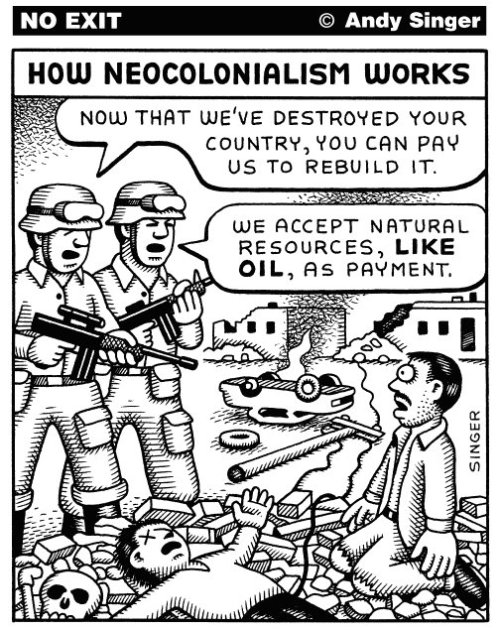 NO EXIT © Andy Singer
HOW NEOCOLONIALISM WORKS
NOW THAT WE'VE DESTROYED YOUR
COUNTRY, YOU CAN PAY
US TO REBUILD IT.
WE ACCEPT NATURAL
RESOURCES, LIKE
OIL, AS PAYMENT.
SINGER